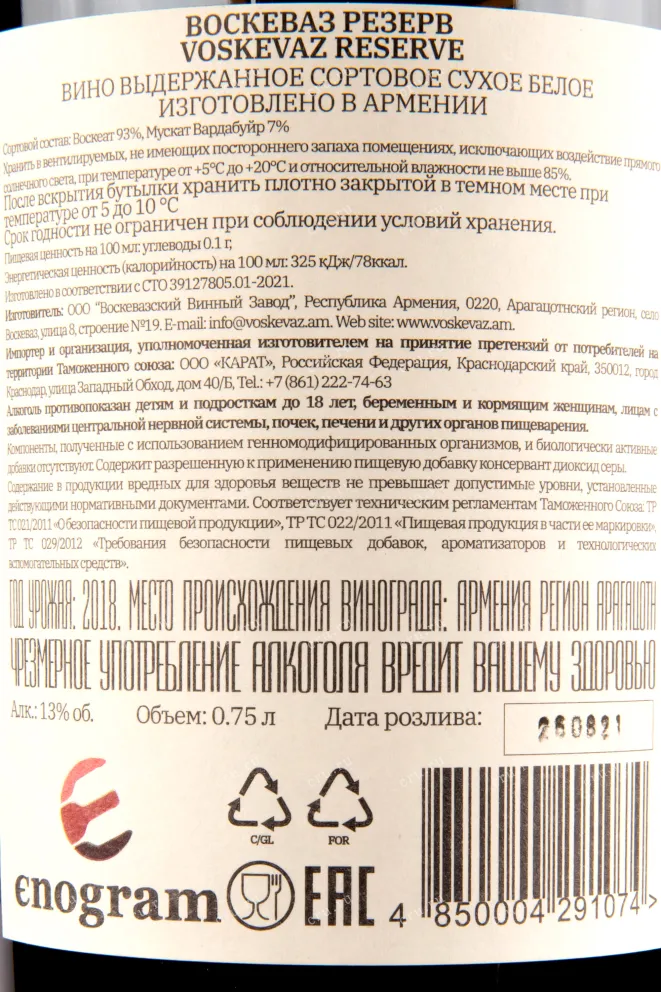 ВОСКЕВАЗ РЕЗЕРВ
VOSKEVAZ RESERVE
ВИНО ВЫДЕРЖАННОЕ СОРТОВОЕ СУХОЕ БЕЛОЕ
ИЗГОТОВЛЕНО В АРМЕНИИ
Сортовой состав: Воскеат 93%, Мускат Вардабуйр 7%
Хранить в вентилируемых, не имеющих постороннего запаха помещениях, исключающих воздействие прямого
солнечного света, при температуре от +5°C до +20°C и относительной влажности не выше 85%.
После вскрытия бутылки хранить плотно закрытой в темном месте при
температуре от 5 до 10 °C
Срок годности не ограничен при соблюдении условий хранения.
Пищевая ценность на 100 мл: углеводы 0.1 г,
Энергетическая ценность (калорийность) на 100 мл: 325 кДж/78ккал.
Изготовлено в соответствии с СТО 39127805.01-2021.
Изготовитель: ООО "Воскевазский Винный Завод", Республика Армения, 0220, Арагацотнский регион, село
Воскеваз, улица 8, строение №19. E-mail: info@voskevaz.am. Web site: www.voskevaz.am.
Импортер и организация, уполномоченная изготовителем на принятие претензий от потребителей на
территории Таможенного союза: ООО «КАРАТ», Российская Федерация, Краснодарский край, 350012, город
Краснодар, улица Западный Обход, дом 40/Б, Tel.: +7 (861) 222-74-63
Алкоголь противопоказан детям и подросткам до 18 лет, беременным и кормящим женщинам, лицам с
заболеваниями центральной нервной системы, почек, печени и других органов пищеварения.
Компоненты, полученные с использованием генномодифицированных организмов, и биологически активные
добавки отсутствуют. Содержит разрешенную к применению пищевую добавку консервант диоксид серы.
Содержание в продукции вредных для здоровья веществ не превышает допустимые уровни, установленные
действующими нормативными документами. Соответствует техническим регламентам Таможенного Союза: ТР
ТС 021/2011 «О безопасности пищевой продукции», ТР ТС 022/2011 «Пищевая продукция в части ее маркировки».
ТР ТС 029/2012 «Требования безопасности пищевых добавок, ароматизаторов и технологических
вспомогательных средств».
ГОД УРОЖАЯ: 2018. МЕСТО ПРОИСХОЖДЕНИЯ ВИНОГРАДА: АРМЕНИЯ РЕГИОН АРАГАЦОТН
ЧРЕЗМЕРНОЕ УПОТРЕБЛЕНИЕ АЛКОГОЛЯ ВРЕДИТ ВАШЕМУ ЗДОРОВЬЮ
Алк.: 13% об. Объем: 0.75 л Дата розлива: 260821
C/GL FOR
enogram EAC
4 850004 291074 >